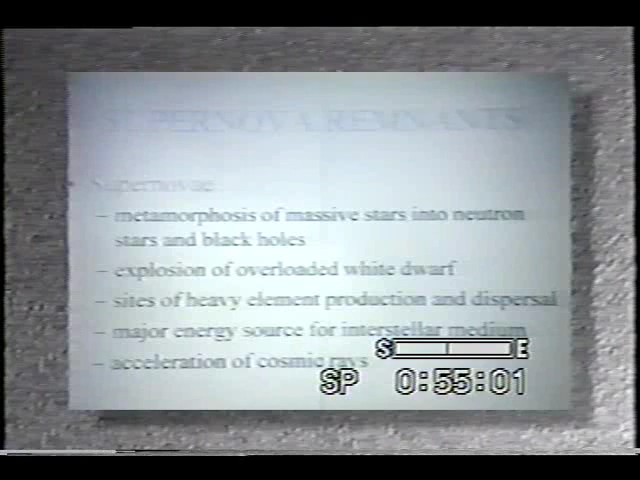 SUPERNOVA REMNANTS
• Supernovae
– metamorphosis of massive stars into neutron
stars and black holes
– explosion of overloaded white dwarf
– sites of heavy element production and dispersal
– major energy source for interstellar medium
– acceleration of cosmic rays
S E
SP 0:55:01